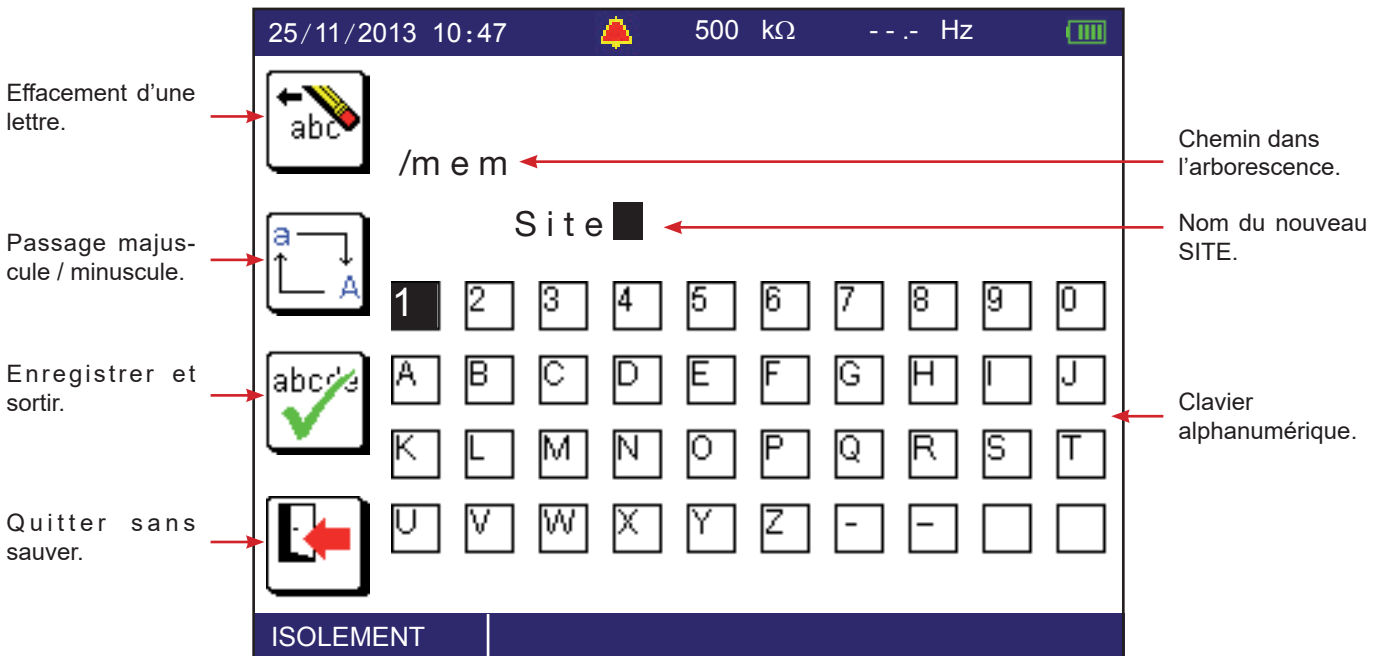 25/11/2013 10:47 500 kΩ - - .- Hz
Effacement d'une
lettre.
abc
/mem
Chemin dans
l'arborescence.
Site
Nom du nouveau
SITE.
Passage majus-
cule / minuscule.
a
A
1 2 3 4 5 6 7 8 9 0
Enregistrer et
sortir.
abcde
A B C D E F G H I J
Clavier
alphanumérique.
K L M N O P Q R S T
Quitter sans
sauver.
U V W X Y Z - –
ISOLEMENT